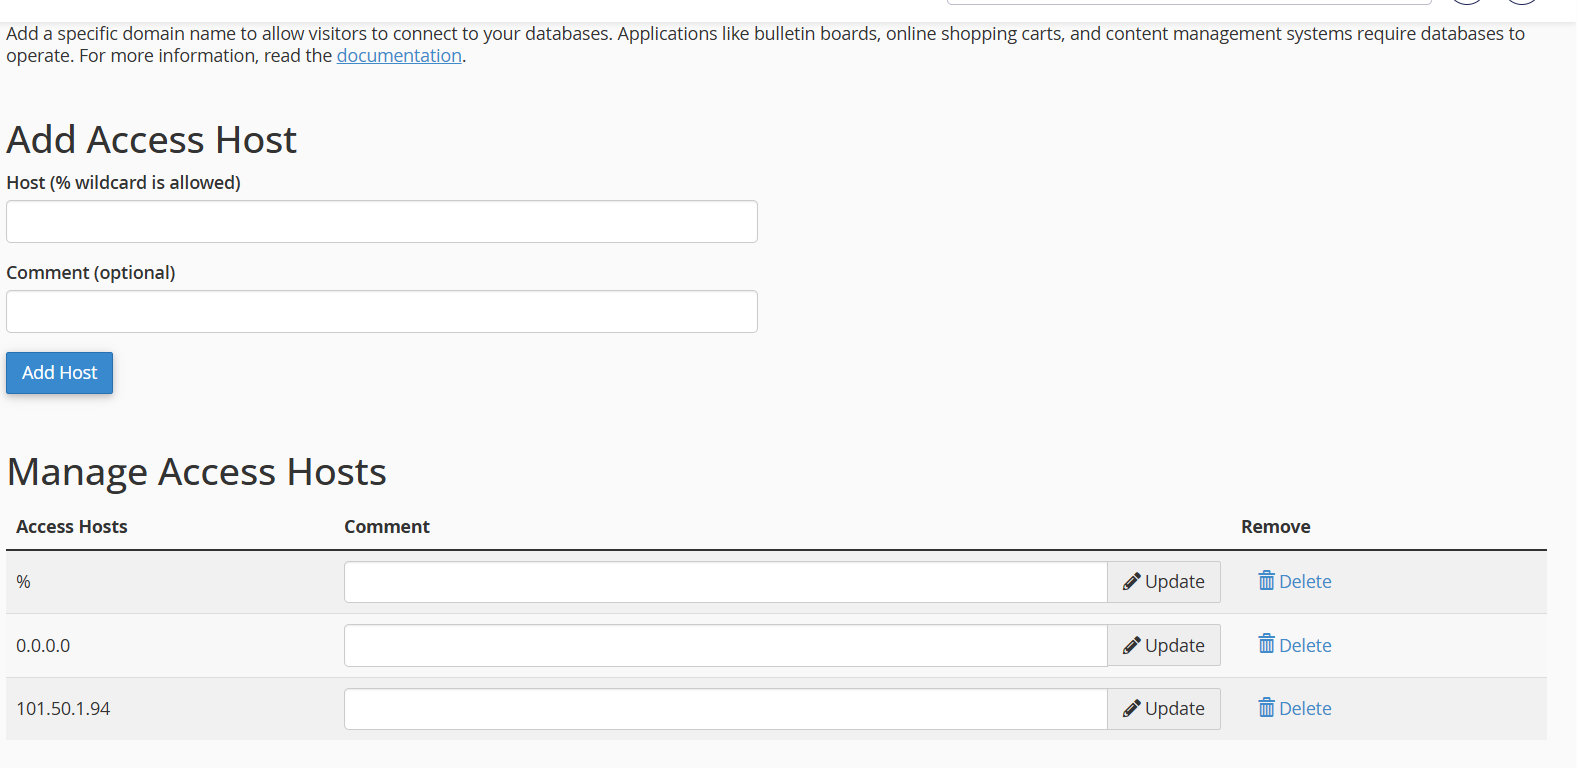 Add a specific domain name to allow visitors to connect to your databases. Applications like bulletin boards, online shopping carts, and content management systems require databases to
operate. For more information, read the documentation.
Add Access Host
Host (% wildcard is allowed)
Comment (optional)
Add Host
Manage Access Hosts
Access Hosts Comment Remove
% Update Delete
0.0.0.0 Update Delete
101.50.1.94 Update Delete